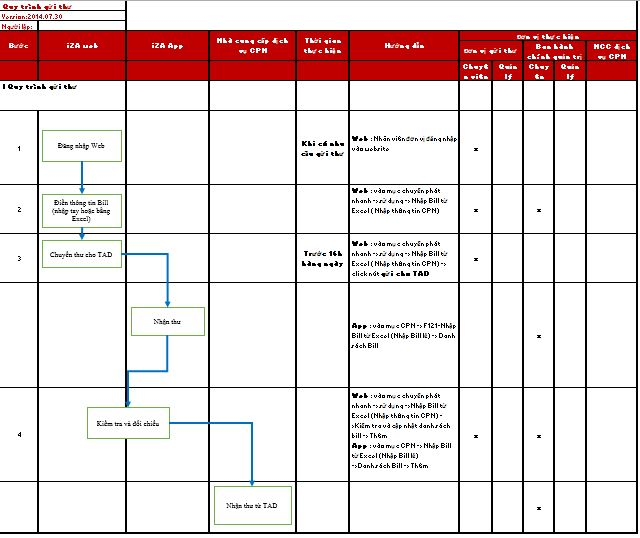 Quy trình gửi thư
Version:2014.07.30
Người lập:
Bước
iZA web
iZA App
Nhà cung cấp dịch
vụ CPM
Thời gian
thực hiện
Hướng dẫn
Đơn vị thực hiện
Đơn vị gửi thư
Ban hành
chính quản trị
NCC dịch
vụ CPM
Chuyê
n viên
Quản
lý
Chuy
ên
Quản
lý
I Quy trình gửi thư
1
Đăng nhập Web
Khi có nhu
cầu gửi thư
Web : Nhân viên đơn vị đăng nhập
vào website
x
2
Điền thông tin Bill
(nhập tay hoặc bằng
Excel)
Web : vào mục chuyển phát
nhanh ->sử dụng -> Nhập Bill từ
Excel ( Nhập thông tin CPN)
x
x
3
Chuyển thư cho TAD
Trước 16h
hàng ngày
Web : vào mục chuyển phát
nhanh ->sử dụng -> Nhập Bill từ
Excel ( Nhập thông tin CPN) ->
click nút gửi cho TAD
x
Nhận thư
App : vào mục CPN -> F121-Nhập
Bill từ Excel (Nhập Bill lẻ) -> Danh
sách Bill
x
4
Kiểm tra và đối chiếu
Web : vào mục chuyển phát
nhanh ->sử dụng ->Nhập Bill từ
Excel (Nhập thông tin CPN) -
>Kiểm tra và cập nhật danh sách
bill -> Thêm
App : vào mục CPN -> Nhập Bill
từ Excel (Nhập Bill lẻ)
->Danh sách Bill -> Thêm
x
x
Nhận thư từ TAD
x